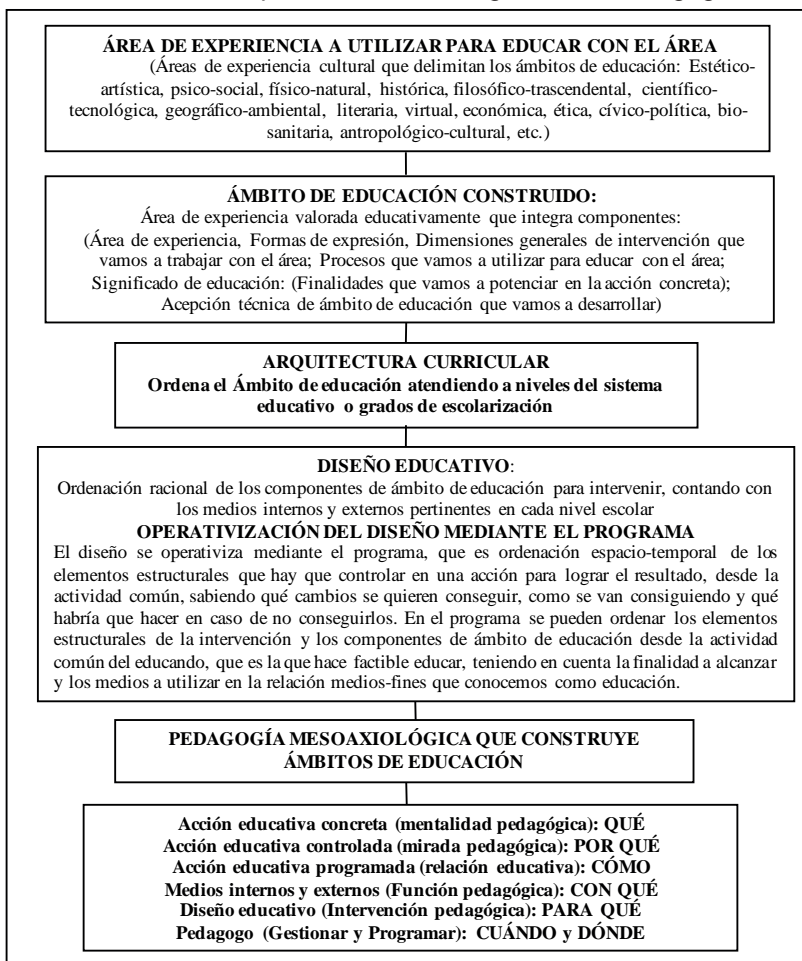 ÁREA DE EXPERIENCIA A UTILIZAR PARA EDUCAR CON EL ÁREA
(Áreas de experiencia cultural que delimitan los ámbitos de educación: Estético-
artística, psico-social, físico-natural, histórica, filosófico-trascendental, científico-
tecnológica, geográfico-ambiental, literaria, virtual, económica, ética, cívico-política, bio-
sanitaria, antropológico-cultural, etc.)
ÁMBITO DE EDUCACIÓN CONSTRUIDO:
Área de experiencia valorada educativamente que integra componentes:
(Área de experiencia, Formas de expresión, Dimensiones generales de intervención que
vamos a trabajar con el área; Procesos que vamos a utilizar para educar con el área;
Significado de educación: (Finalidades que vamos a potenciar en la acción concreta);
Acepción técnica de ámbito de educación que vamos a desarrollar)
ARQUITECTURA CURRICULAR
Ordena el Ámbito de educación atendiendo a niveles del sistema
educativo o grados de escolarización
DISEÑO EDUCATIVO:
Ordenación racional de los componentes de ámbito de educación para intervenir, contando con
los medios internos y externos pertinentes en cada nivel escolar
OPERATIVIZACIÓN DEL DISEÑO MEDIANTE EL PROGRAMA
El diseño se operativiza mediante el programa, que es ordenación espacio-temporal de los
elementos estructurales que hay que controlar en una acción para lograr el resultado, desde la
actividad común, sabiendo qué cambios se quieren conseguir, como se van consiguiendo y qué
habría que hacer en caso de no conseguirlos. En el programa se pueden ordenar los elementos
estructurales de la intervención y los componentes de ámbito de educación desde la actividad
común del educando, que es la que hace factible educar, teniendo en cuenta la finalidad a alcanzar
y los medios a utilizar en la relación medios-fines que conocemos como educación.
PEDAGOGÍA MESOAXIOLÓGICA QUE CONSTRUYE
ÁMBITOS DE EDUCACIÓN
Acción educativa concreta (mentalidad pedagógica): QUÉ
Acción educativa controlada (mirada pedagógica): POR QUÉ
Acción educativa programada (relación educativa): CÓMO
Medios internos y externos (Función pedagógica): CON QUÉ
Diseño educativo (Intervención pedagógica): PARA QUÉ
Pedagogo (Gestionar y Programar): CUÁNDO y DÓNDE